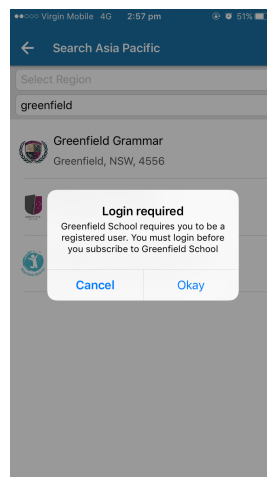 Virgin Mobile 4G 2:57 pm 51%
Search Asia Pacific
Select Region
greenfield
Greenfield Grammar
Greenfield, NSW, 4556
Login required
Greenfield School requires you to be a
registered user. You must login before
you subscribe to Greenfield School
Cancel Okay